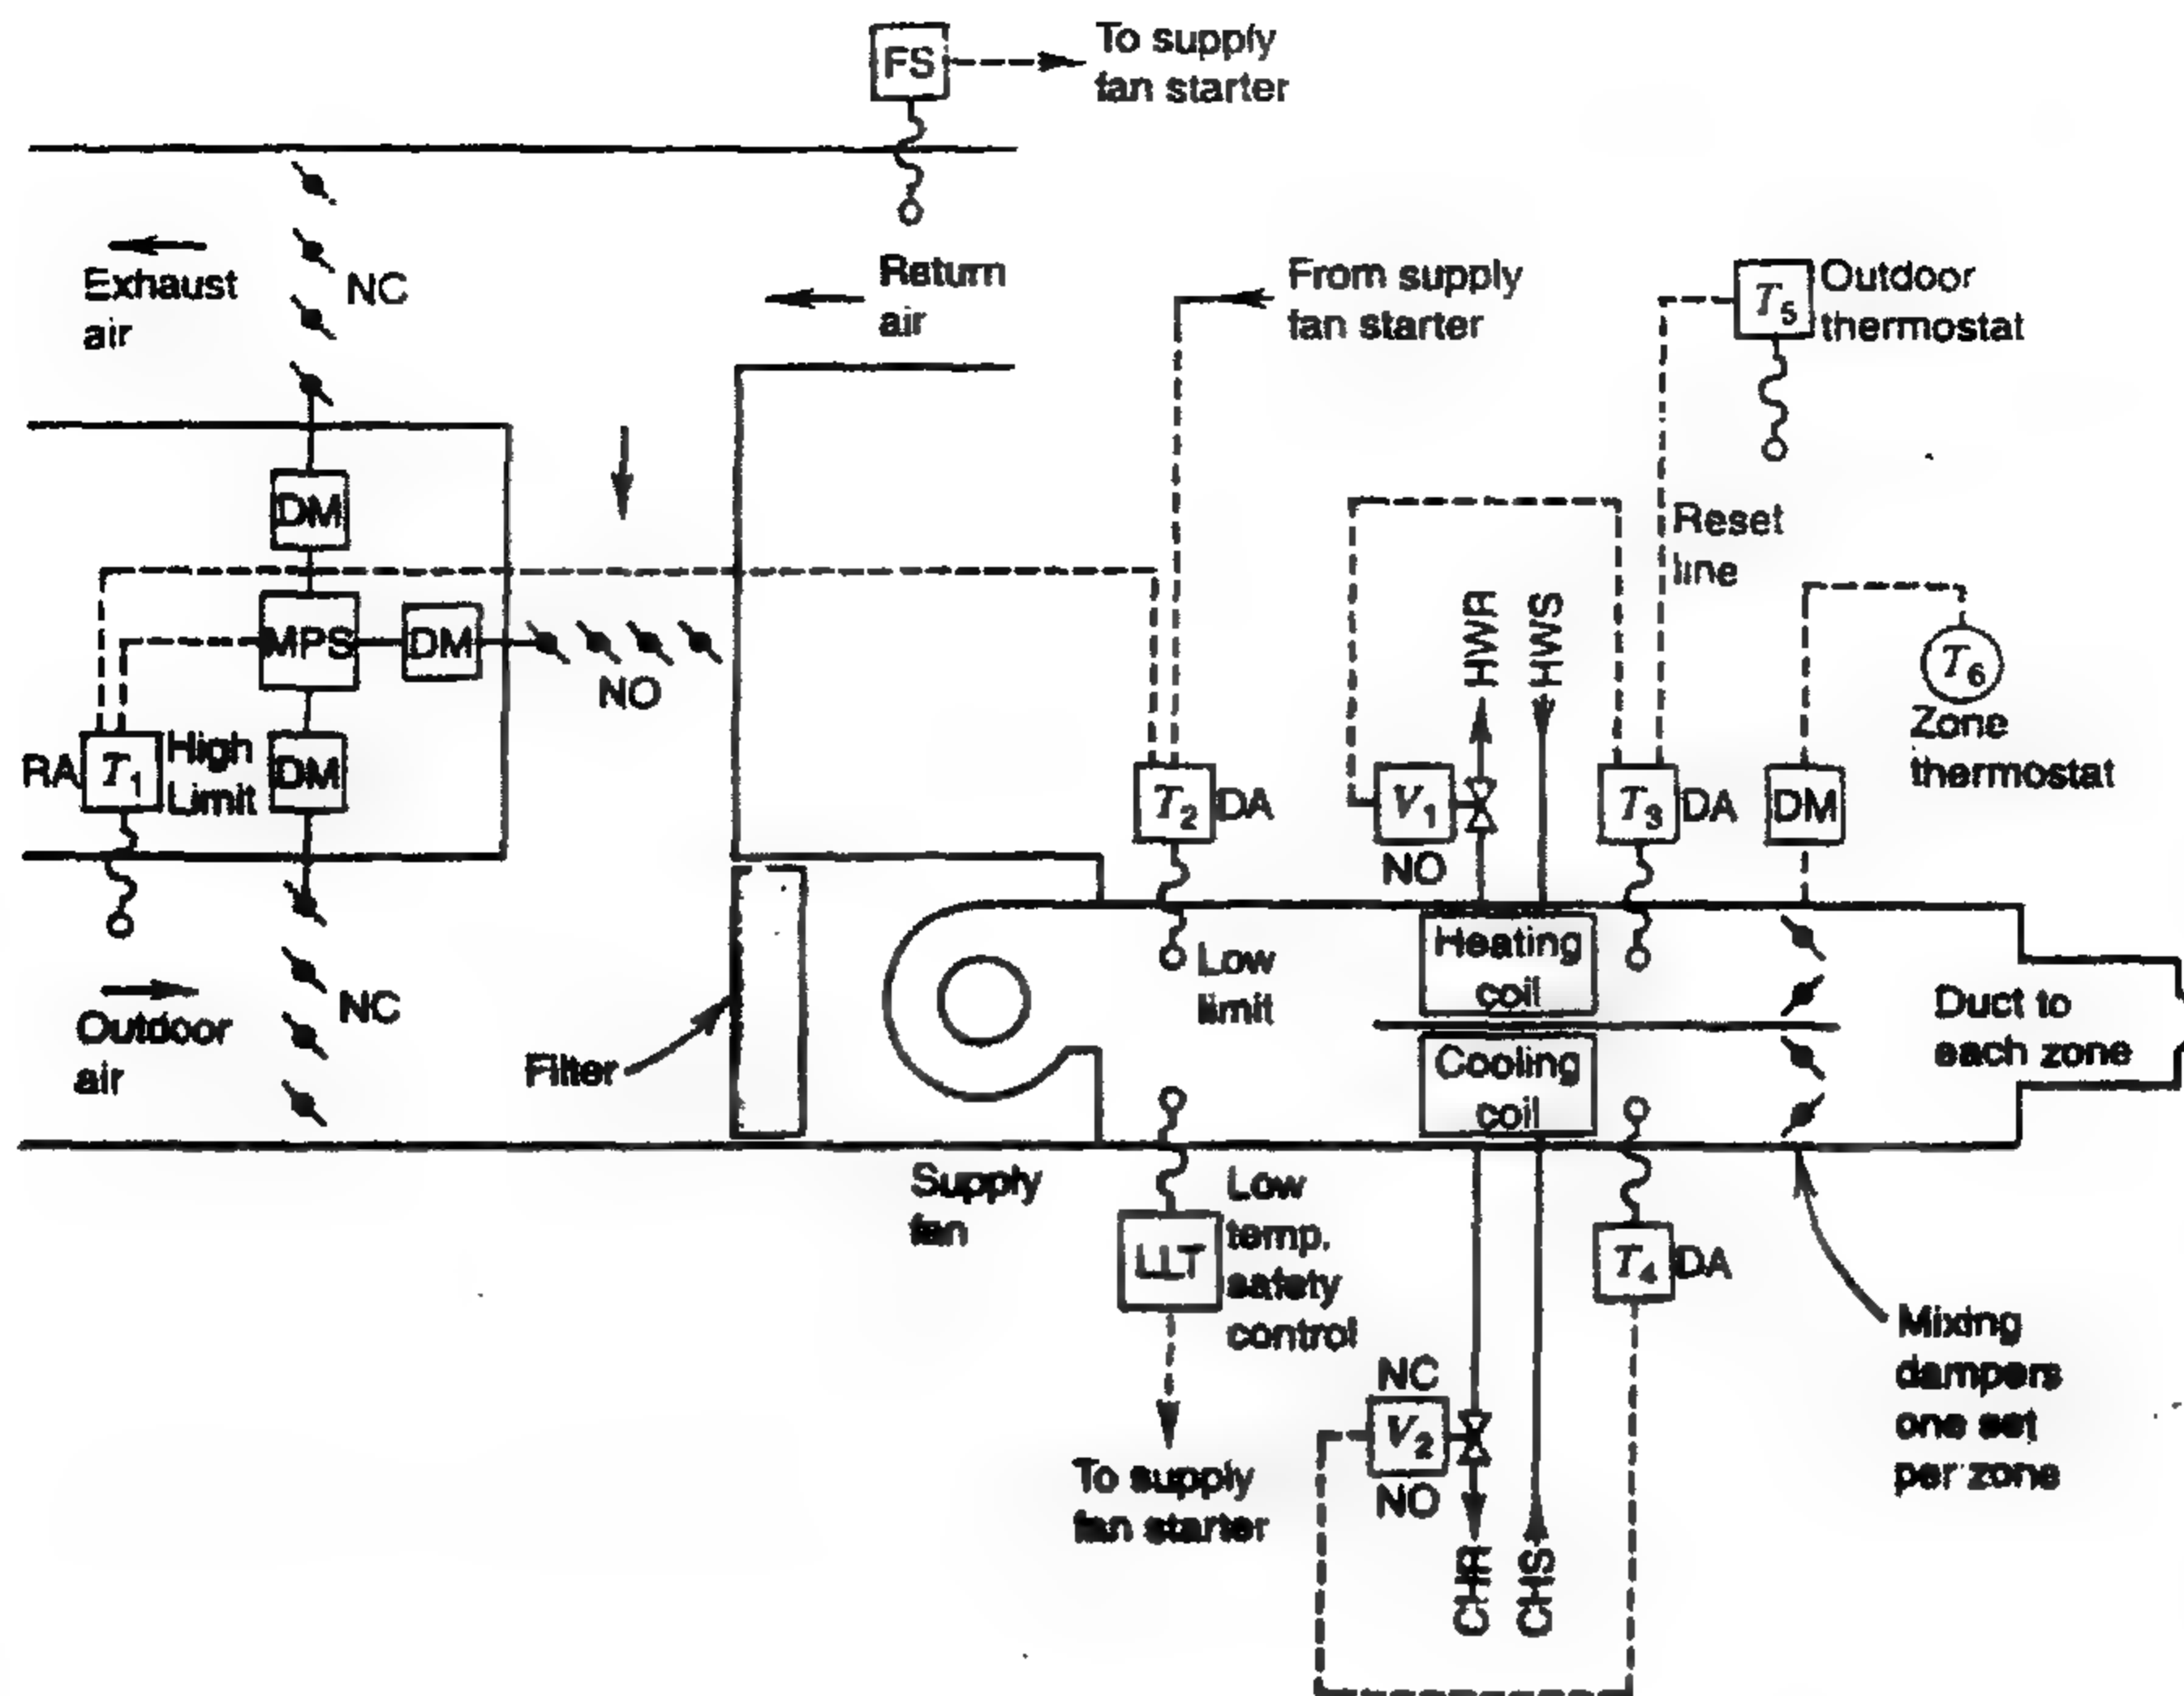 FS
To supply
fan starter
Exhaust
air
NC
Return
air
From supply
fan starter
T5
Outdoor
thermostat
DM
Reset
line
HWR
HWS
MPS
DM
NO
T6
Zone
thermostat
RA
T1
High
Limit
DM
T2
DA
V1
NO
T3
DA
DM
Low
limit
Heating
coil
Outdoor
air
NC
Filter
Cooling
coil
Duct to
each zone
Supply
fan
LLT
Low
temp.
safety
control
T4
DA
Mixing
dampers
one set
per zone
NC
V2
NO
To supply
fan starter
CHR
CHS